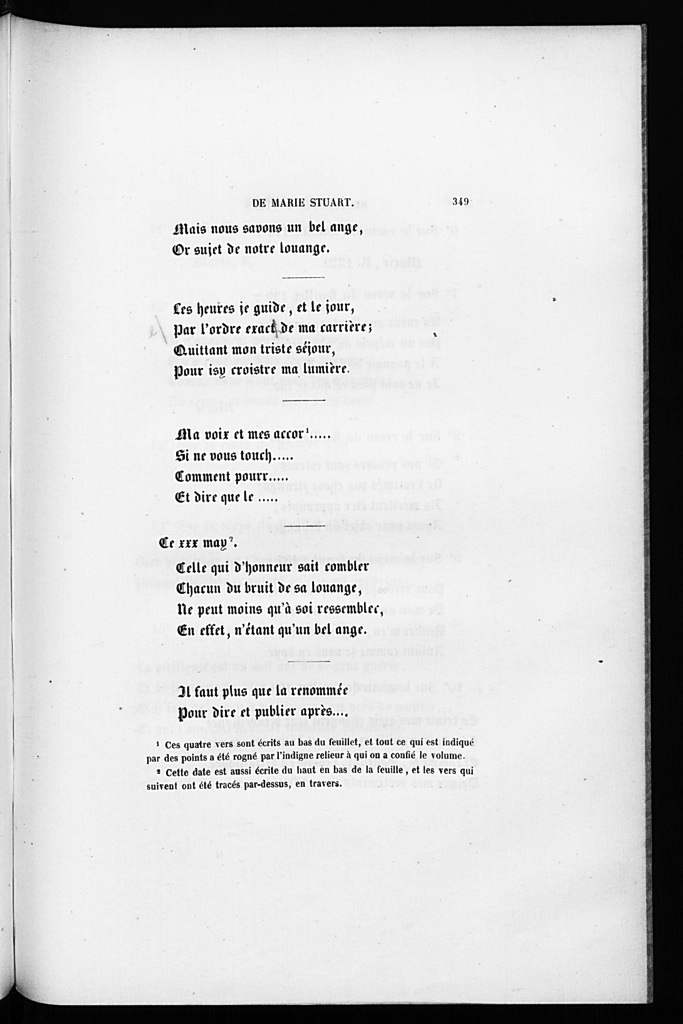 DE MARIE STUART. 349
Mais nous savons un bel ange,
Or sujet de notre louange.
Les heures je guide, et le jour,
Par l'ordre exact de ma carrière;
Quittant mon triste séjour,
Pour isy croistre ma lumière.
Ma voix et mes accor¹.....
Si ne vous touch.....
Comment pourr.....
Et dire que le .....
Ce xxx may².
Celle qui d'honneur sait combler
Chacun du bruit de sa louange,
Ne peut moins qu'à soi ressembler,
En effet, n'étant qu'un bel ange.
Il faut plus que la renommée
Pour dire et publier après....
¹ Ces quatre vers sont écrits au bas du feuillet, et tout ce qui est indiqué
par des points a été rogné par l'indigne relieur à qui on a confié le volume.
² Cette date est aussi écrite du haut en bas de la feuille, et les vers qui
suivent ont été tracés par-dessus, en travers.